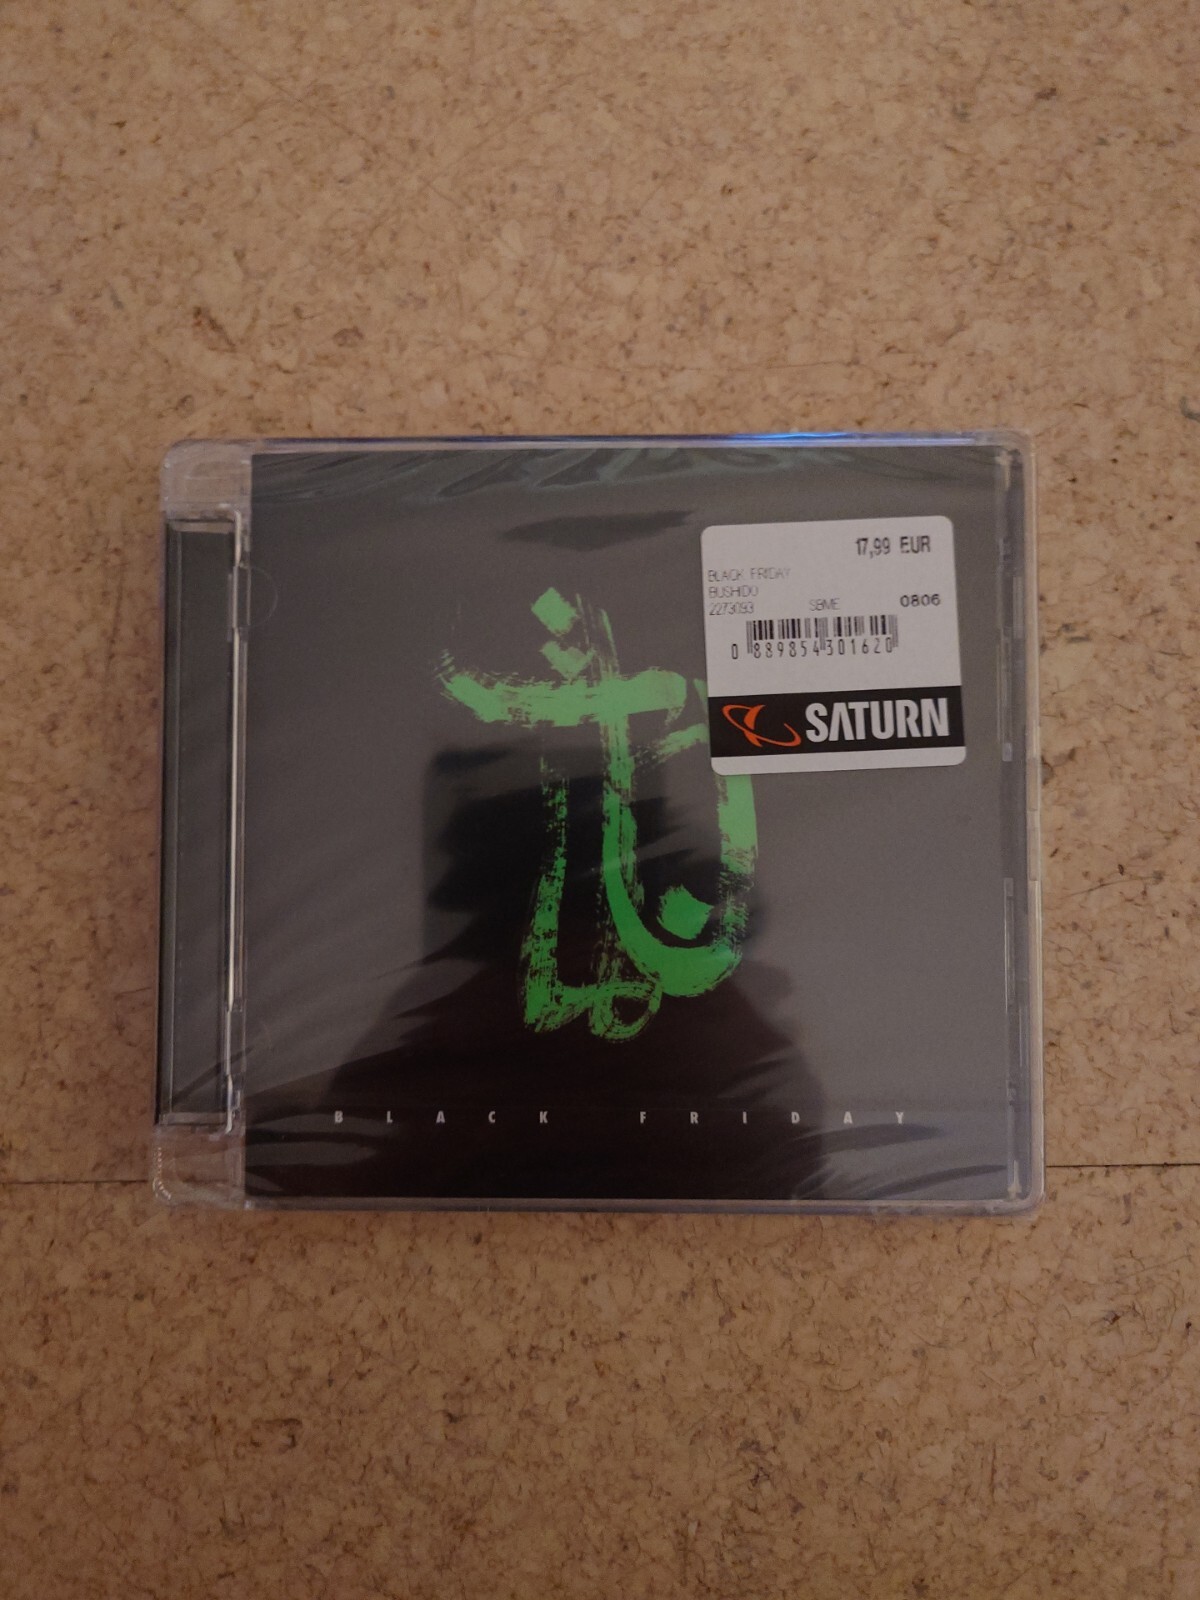 17,99 EUR
BLACK FRIDAY
BUSHIDO
2273093 SBME 0806
0 889854 301620
SATURN
BLACK FRIDAY